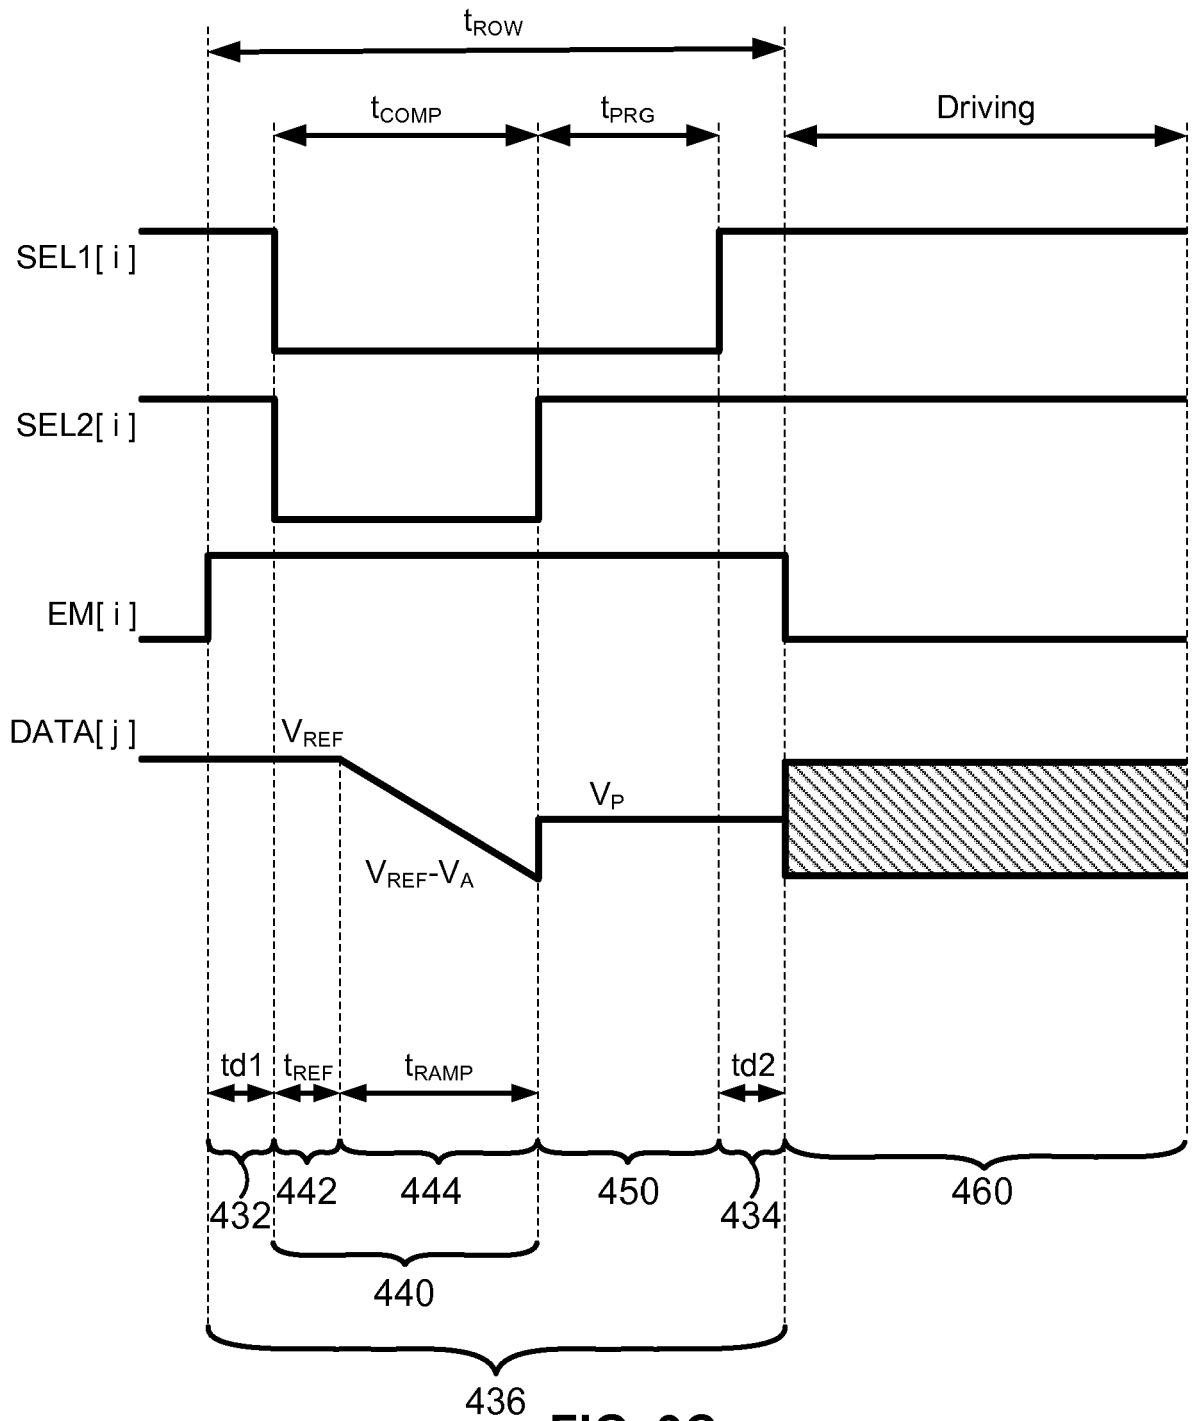 tROW
tCOMP
tPRG
Driving
SEL1[ i ]
SEL2[ i ]
EM[ i ]
DATA[ j ]
VREF
VP
VREF-VA
td1
tREF
tRAMP
td2
432
442
444
450
434
460
440
436